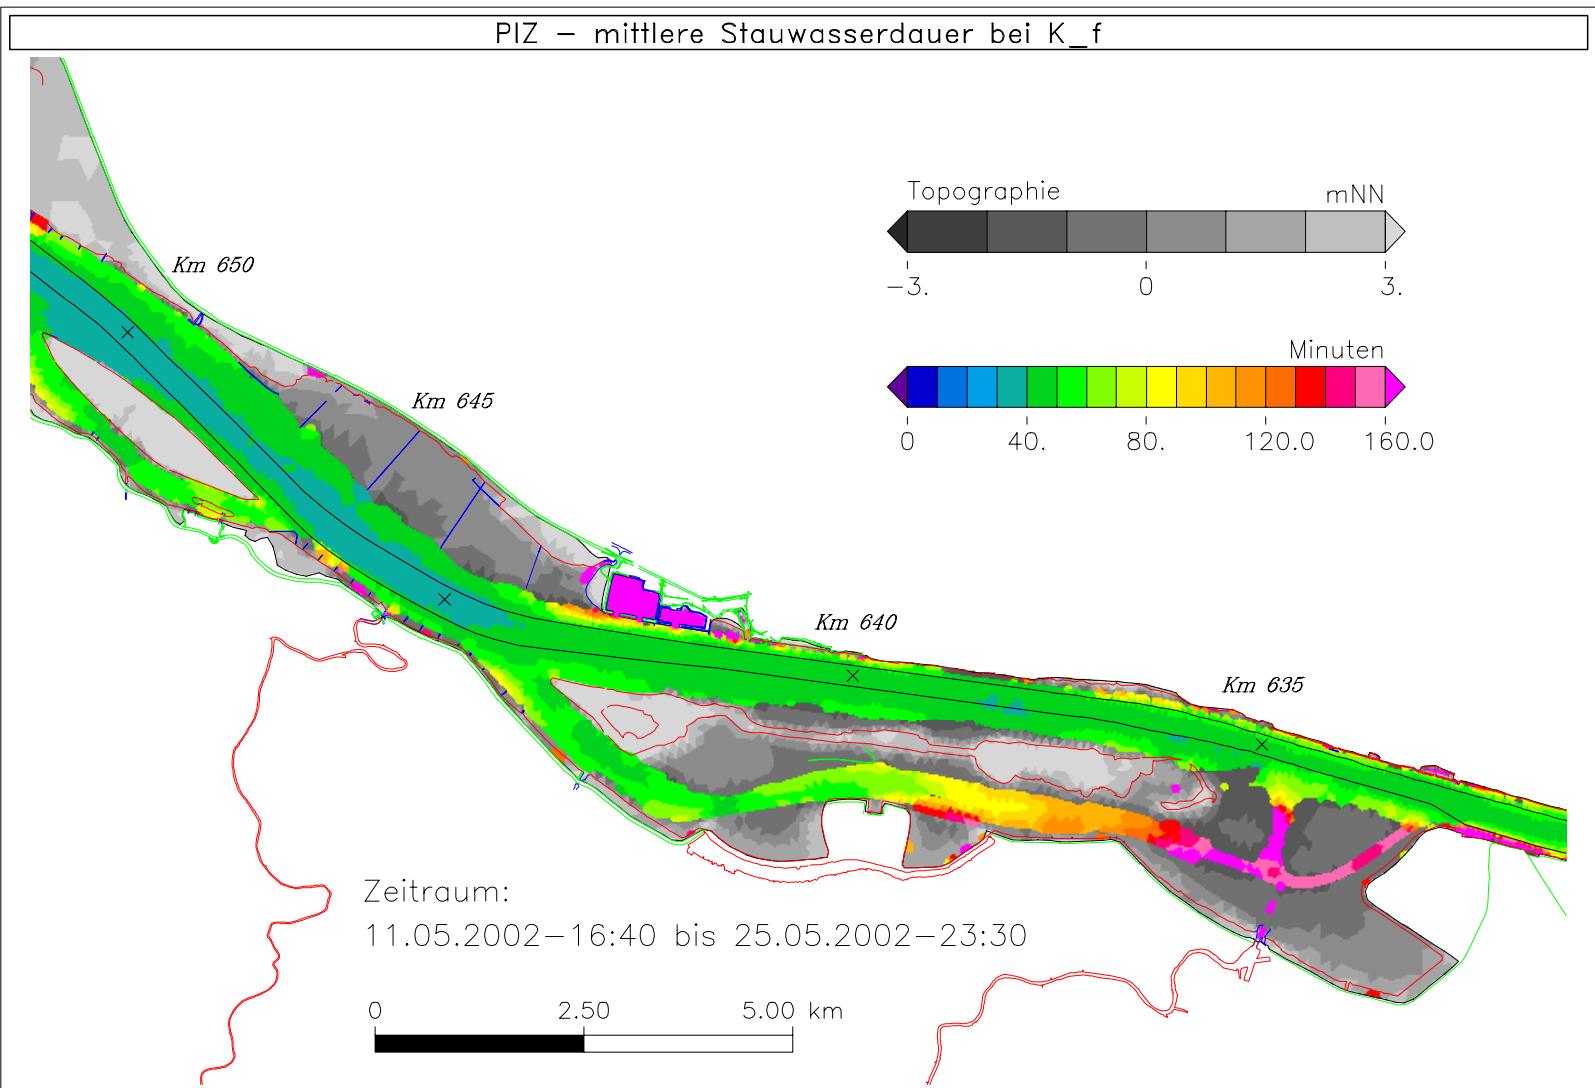 PIZ – mittlere Stauwasserdauer bei K_f
Topographie mNN
−3. 0 3.
Minuten
0 40. 80. 120.0 160.0
Km 650
Km 645
Km 640
Km 635
Zeitraum:
11.05.2002−16:40 bis 25.05.2002−23:30
0 2.50 5.00 km